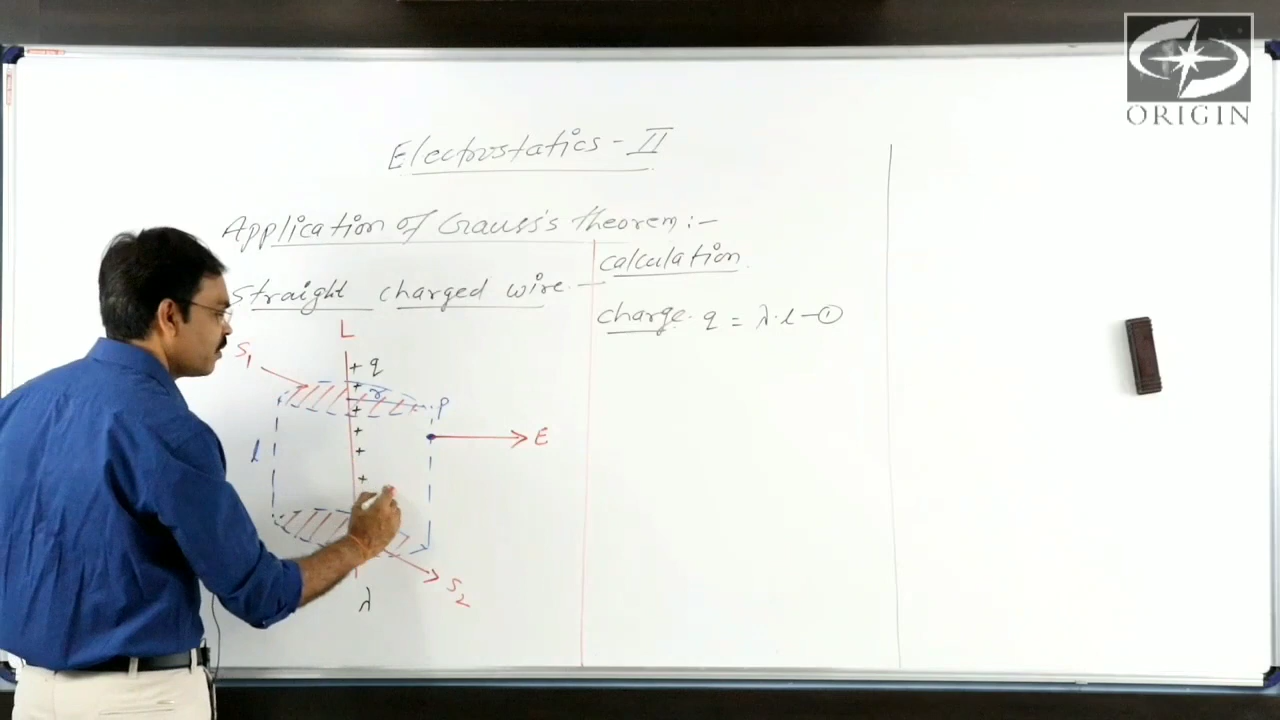 ORIGIN
Electrostatics - II
Application of Gauss's theorem :-
Straight charged wire -
L
+ q
S1
+
r
+
P
+
E
l
+
+
S2
λ
calculation
charge. q = λ·l - ①